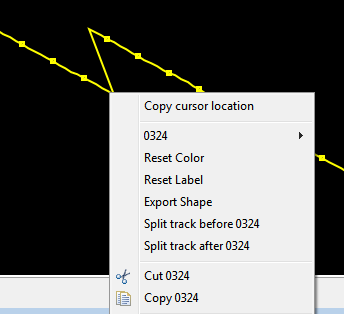 Copy cursor location
0324
Reset Color
Reset Label
Export Shape
Split track before 0324
Split track after 0324
Cut 0324
Copy 0324